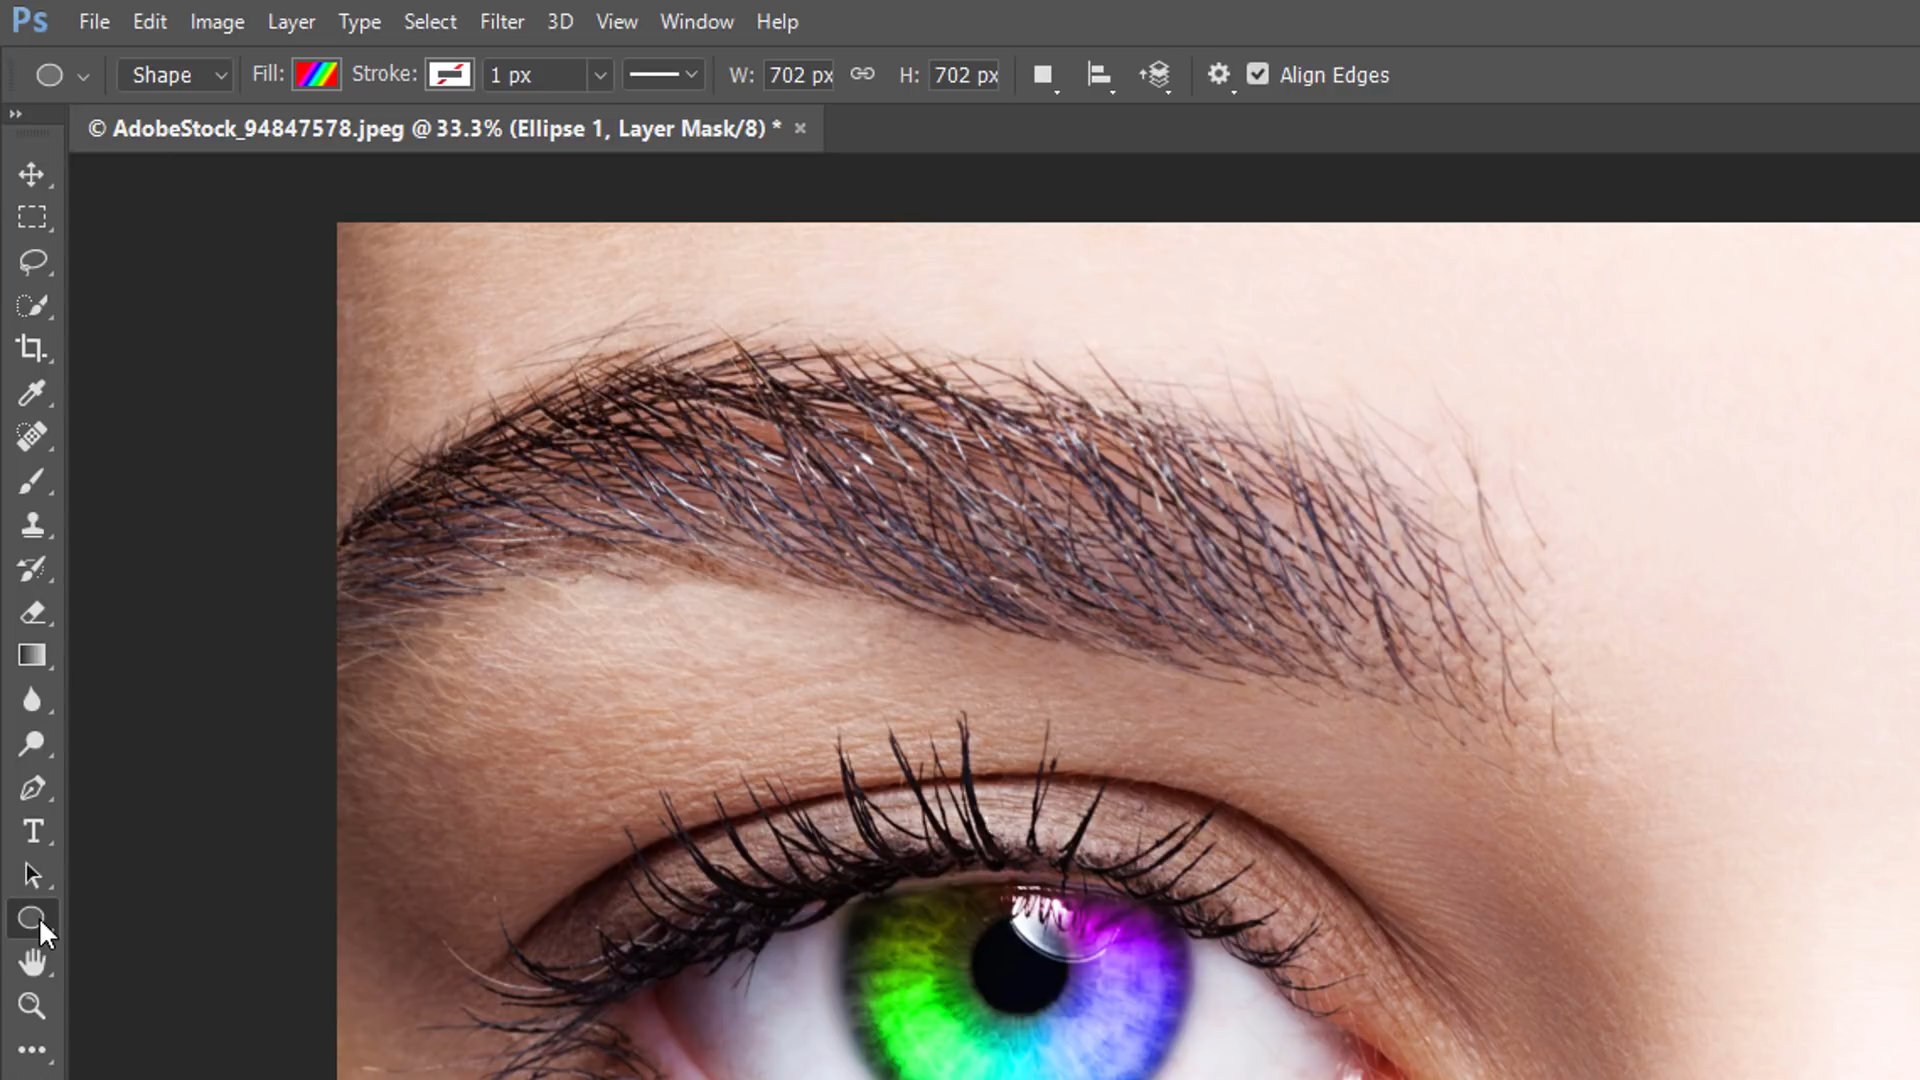 Ps File Edit Image Layer Type Select Filter 3D View Window Help
Shape Fill: Stroke: 1 px W: 702 px H: 702 px Align Edges
© AdobeStock_94847578.jpeg @ 33.3% (Ellipse 1, Layer Mask/8) * ×